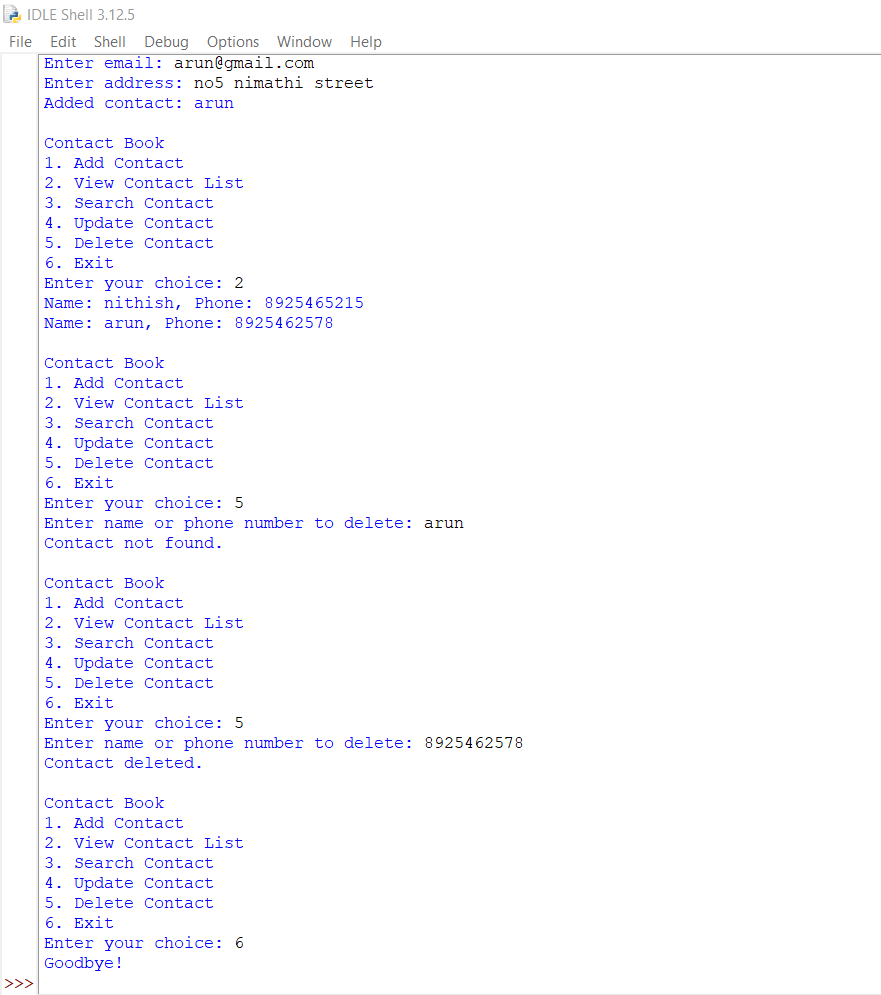 IDLE Shell 3.12.5
File Edit Shell Debug Options Window Help
Enter email: arun@gmail.com
Enter address: no5 nimathi street
Added contact: arun

Contact Book
1. Add Contact
2. View Contact List
3. Search Contact
4. Update Contact
5. Delete Contact
6. Exit
Enter your choice: 2
Name: nithish, Phone: 8925465215
Name: arun, Phone: 8925462578

Contact Book
1. Add Contact
2. View Contact List
3. Search Contact
4. Update Contact
5. Delete Contact
6. Exit
Enter your choice: 5
Enter name or phone number to delete: arun
Contact not found.

Contact Book
1. Add Contact
2. View Contact List
3. Search Contact
4. Update Contact
5. Delete Contact
6. Exit
Enter your choice: 5
Enter name or phone number to delete: 8925462578
Contact deleted.

Contact Book
1. Add Contact
2. View Contact List
3. Search Contact
4. Update Contact
5. Delete Contact
6. Exit
Enter your choice: 6
Goodbye!
>>>